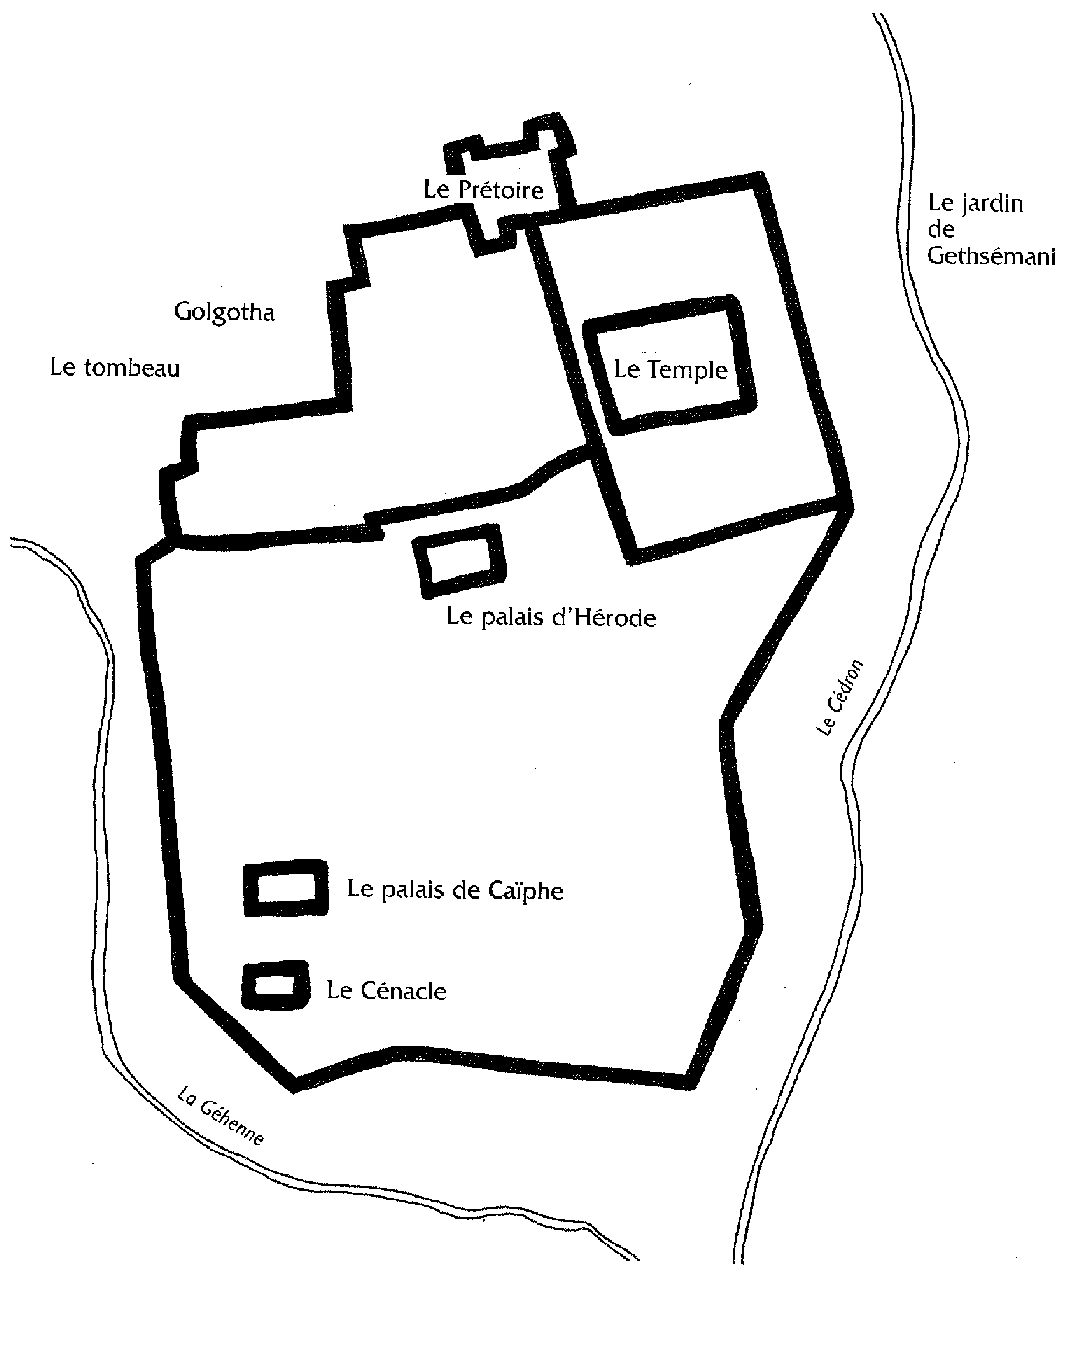 Le Prétoire
Le jardin
de
Gethsémani
Golgotha
Le tombeau
Le Temple
Le palais d'Hérode
Le Cédron
Le palais de Caïphe
Le Cénacle
La Géhenne